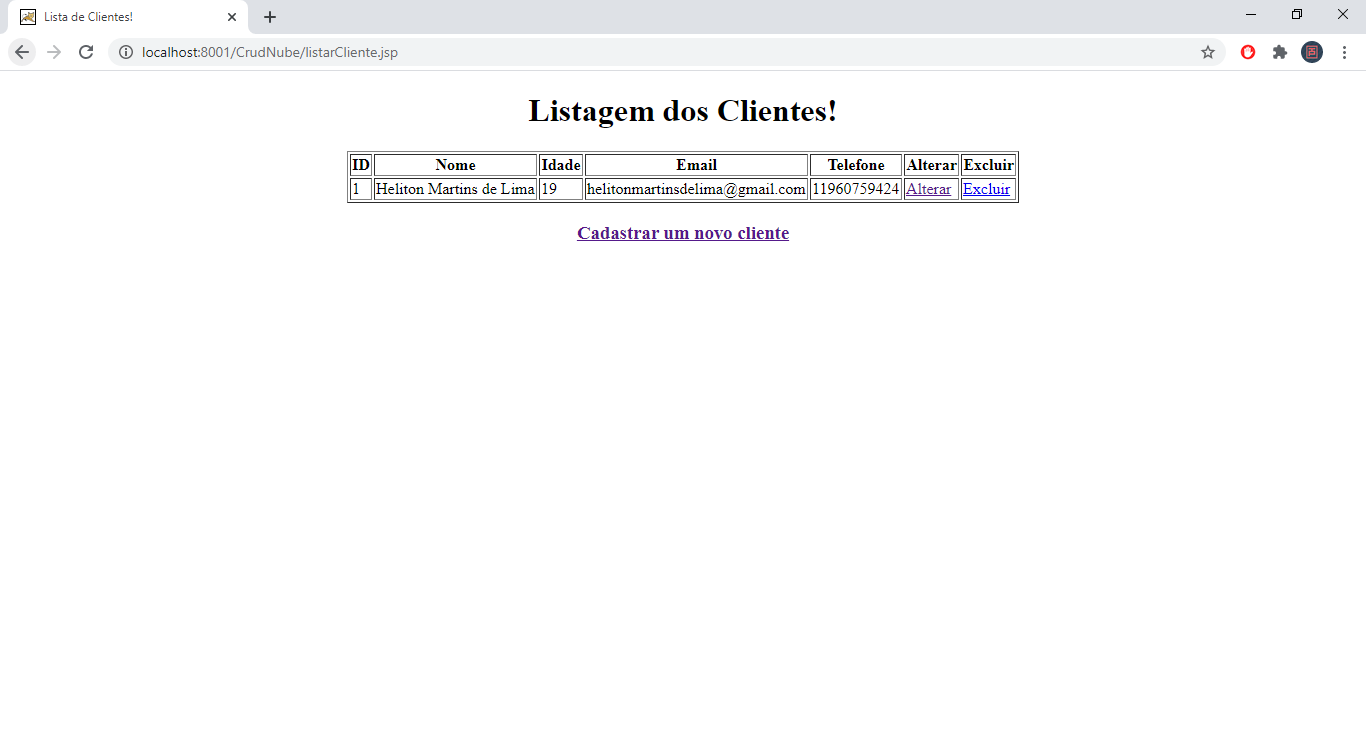 Lista de Clientes!
localhost:8001/CrudNube/listarCliente.jsp
Listagem dos Clientes!
ID Nome Idade Email Telefone Alterar Excluir
1 Heliton Martins de Lima 19 helitonmartinsdelima@gmail.com 11960759424 Alterar Excluir
Cadastrar um novo cliente